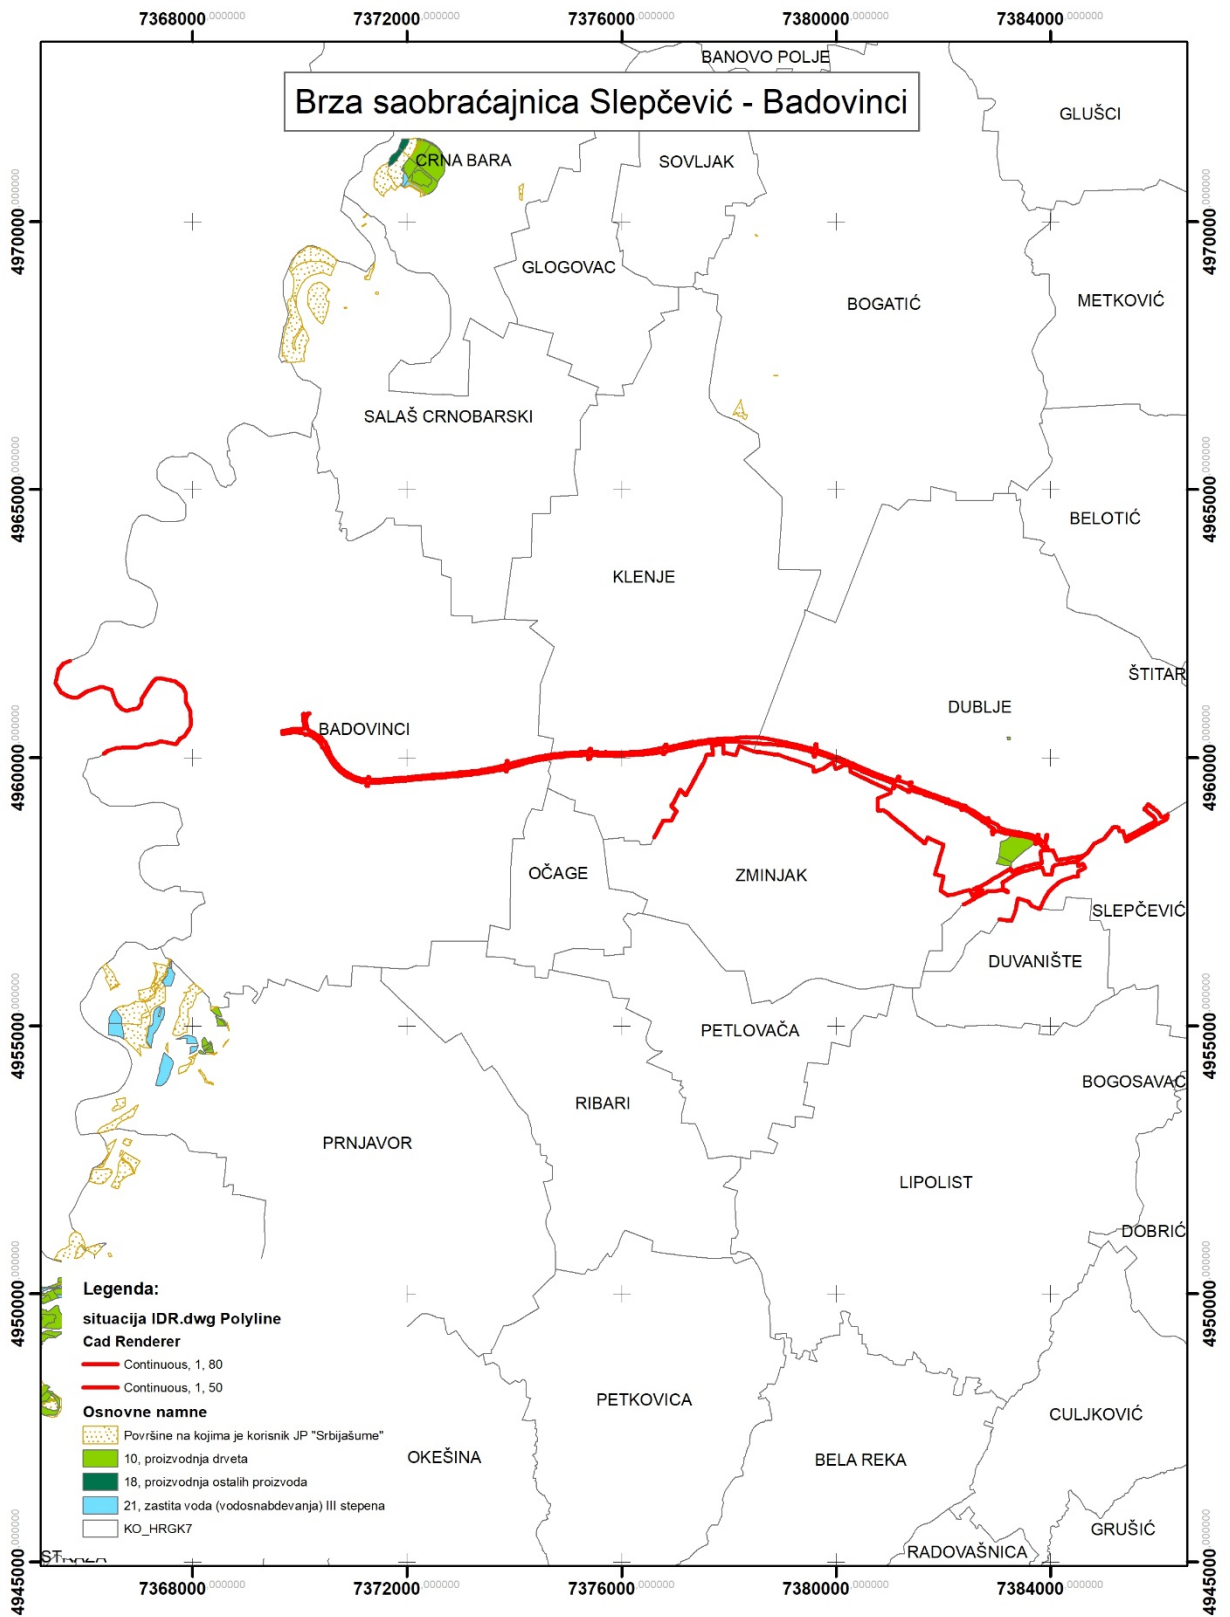 7368000,000000 7372000,000000 7376000,000000 7380000,000000 7384000,000000
BANOVO POLJE
Brza saobraćajnica Slepčević - Badovinci
GLUŠCI
CRNA BARA
SOVLJAK
4970000,000000
4970000,000000
GLOGOVAC
METKOVIĆ
BOGATIĆ
SALAŠ CRNOBARSKI
4965000,000000
4965000,000000
BELOTIĆ
KLENJE
ŠTITAR
DUBLJE
BADOVINCI
4960000,000000
4960000,000000
OČAGE
ZMINJAK
SLEPČEVIĆ
DUVANIŠTE
4955000,000000
4955000,000000
PETLOVAČA
BOGOSAVAC
RIBARI
PRNJAVOR
LIPOLIST
DOBRIĆ
4950000,000000
4950000,000000
Legenda:
situacija IDR.dwg Polyline
Cad Renderer
Continuous, 1, 80
Continuous, 1, 50
Osnovne namne
Površine na kojima je korisnik JP "Srbijašume"
10, proizvodnja drveta
18, proizvodnja ostalih proizvoda
21, zastita voda (vodosnabdevanja) III stepena
KO_HRGK7
PETKOVICA
CULJKOVIĆ
OKEŠINA
BELA REKA
GRUŠIĆ
RADOVAŠNICA
4945000,000000
4945000,000000
7368000,000000 7372000,000000 7376000,000000 7380000,000000 7384000,000000